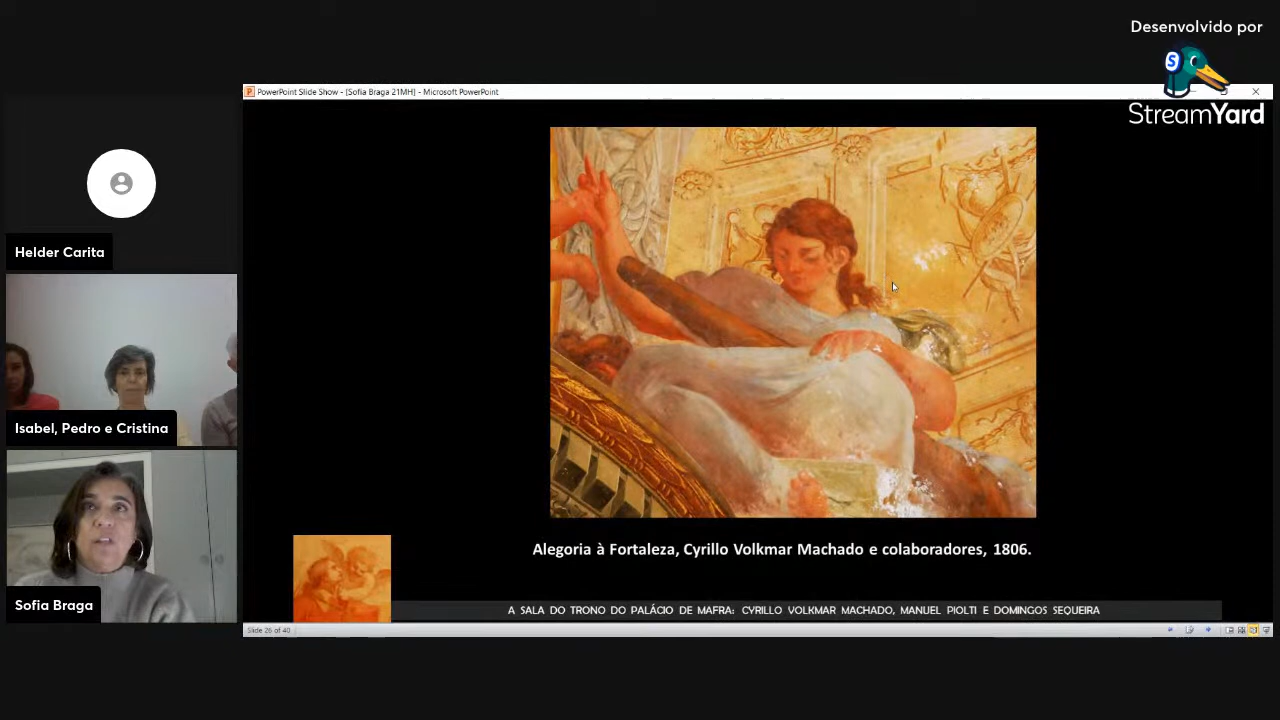 Desenvolvido por
StreamYard
PowerPoint Slide Show - [Sofia Braga 21MH] - Microsoft PowerPoint
Helder Carita
Isabel, Pedro e Cristina
Sofia Braga
Alegoria à Fortaleza, Cyrillo Volkmar Machado e colaboradores, 1806.
A SALA DO TRONO DO PALÁCIO DE MAFRA: CYRILLO VOLKMAR MACHADO, MANUEL PIOLTI E DOMINGOS SEQUEIRA
Slide 26 of 40